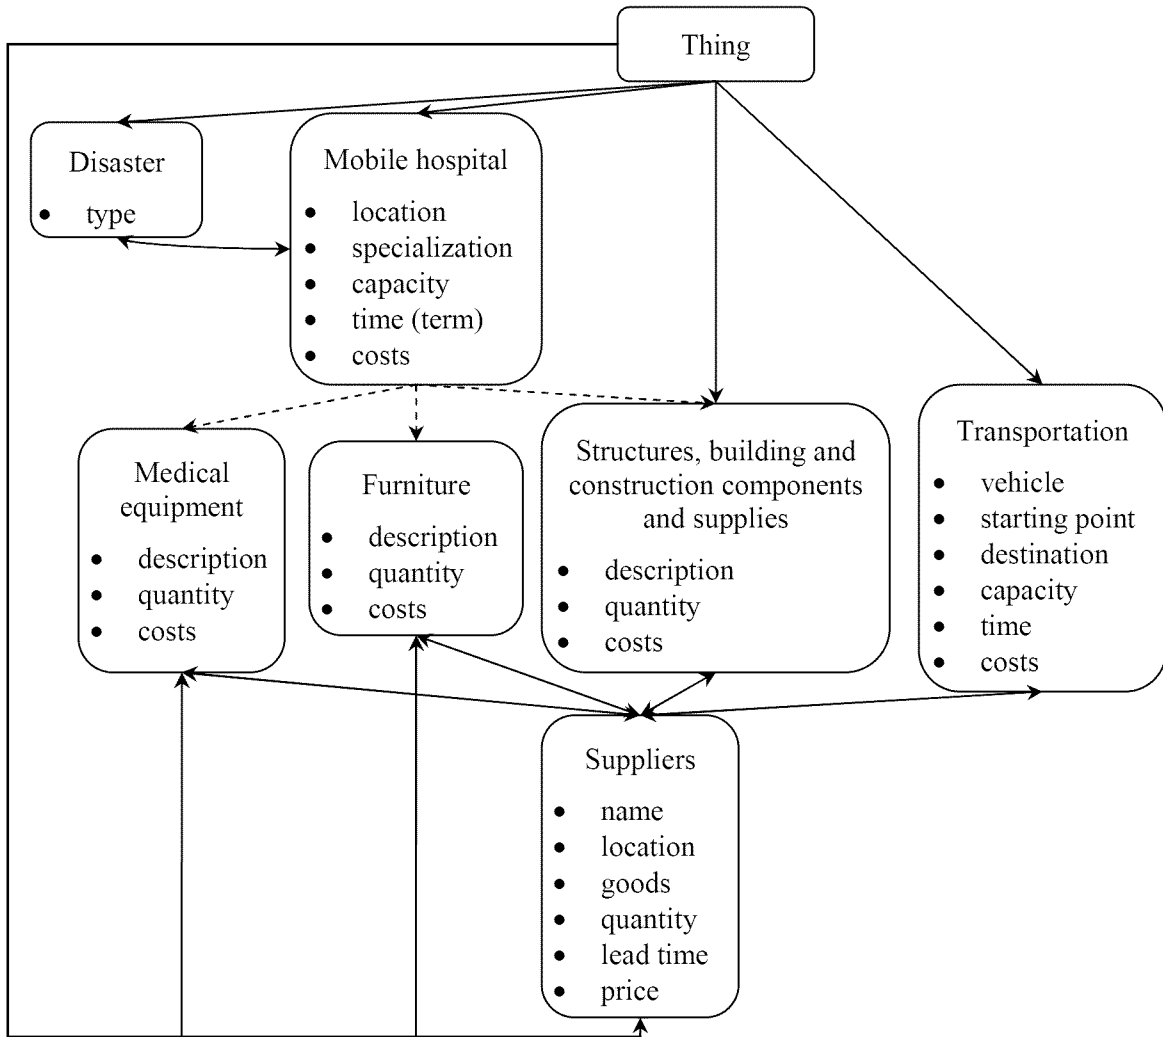 Thing
Disaster
• type
Mobile hospital
• location
• specialization
• capacity
• time (term)
• costs
Medical
equipment
• description
• quantity
• costs
Furniture
• description
• quantity
• costs
Structures, building and
construction components
and supplies
• description
• quantity
• costs
Transportation
• vehicle
• starting point
• destination
• capacity
• time
• costs
Suppliers
• name
• location
• goods
• quantity
• lead time
• price